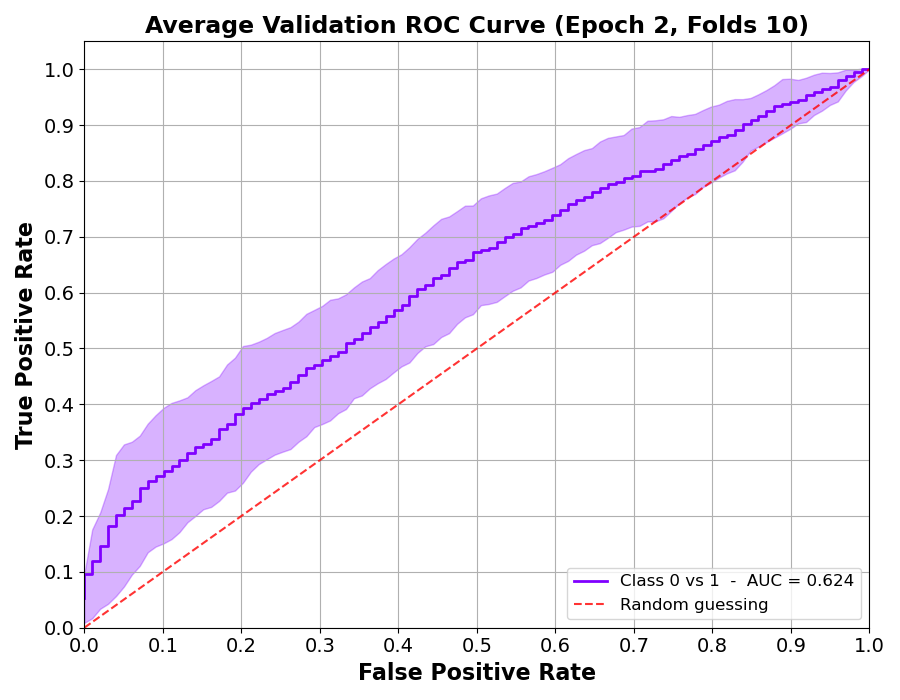 Average Validation ROC Curve (Epoch 2, Folds 10)
True Positive Rate
1.0
0.9
0.8
0.7
0.6
0.5
0.4
0.3
0.2
0.1
0.0
Class 0 vs 1 - AUC = 0.624
Random guessing
0.0 0.1 0.2 0.3 0.4 0.5 0.6 0.7 0.8 0.9 1.0
False Positive Rate